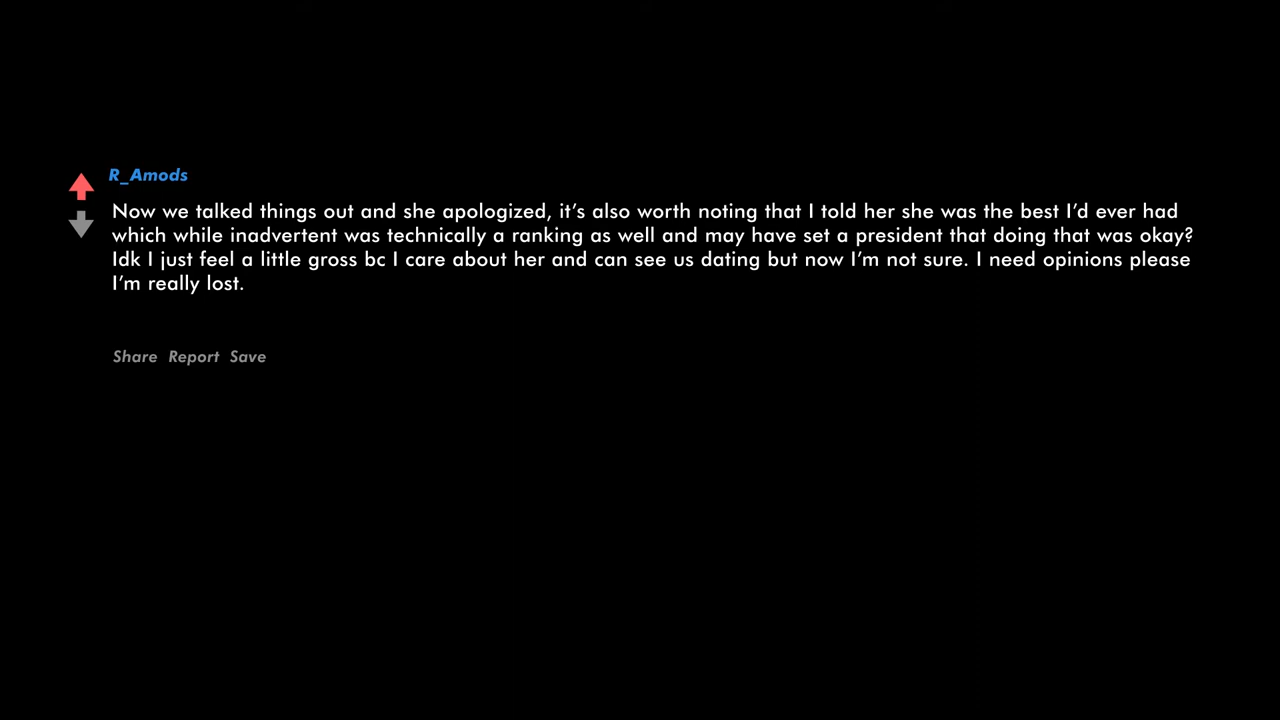 R_Amods
Now we talked things out and she apologized, it's also worth noting that I told her she was the best I'd ever had
which while inadvertent was technically a ranking as well and may have set a president that doing that was okay?
Idk I just feel a little gross bc I care about her and can see us dating but now I'm not sure. I need opinions please
I'm really lost.
Share Report Save